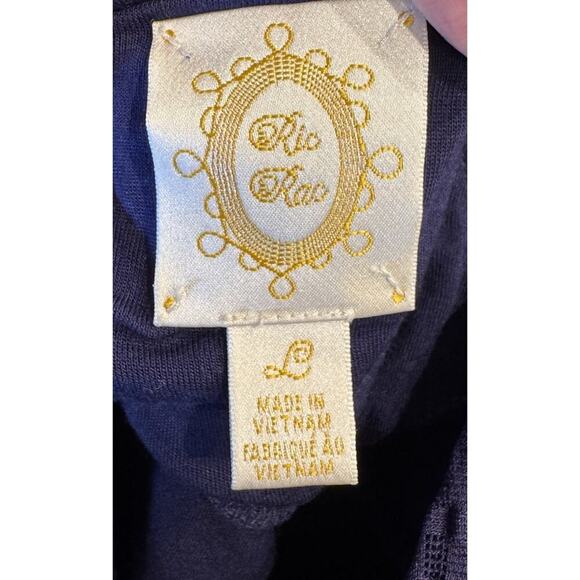 Ric
Rac
L
MADE IN
VIETNAM
FABRIQUÉ AU
VIETNAM